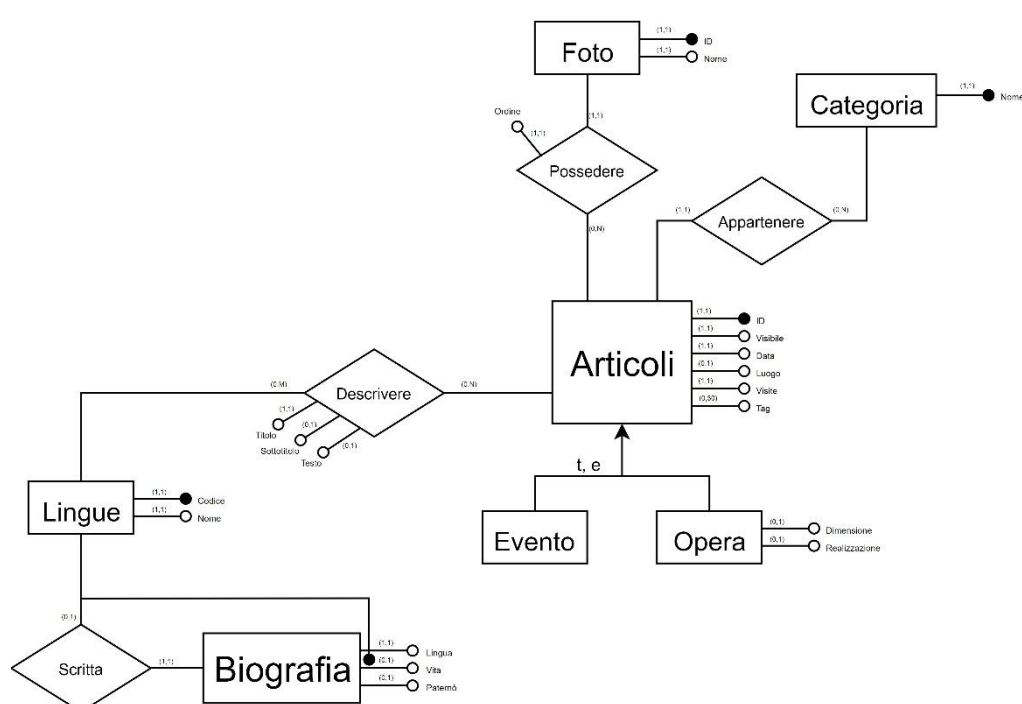 Foto
(1,1)
ID
(1,1)
Nome
(1,1)
Ordine
(1,1)
Possedere
(0,N)
Categoria
(1,1)
Nome
(1,1)
Appartenere
(0,N)
Articoli
(1,1)
ID
(1,1)
Visibile
(1,1)
Data
(0,1)
Luogo
(1,1)
Visite
(0,50)
Tag
(0,M)
Descrivere
(0,N)
(1,1)
Titolo
(0,1)
Sottotitolo
(0,1)
Testo
t, e
Lingue
(1,1)
Codice
(1,1)
Nome
Evento
Opera
(0,1)
Dimensione
(0,1)
Realizzazione
(0,1)
Scritta
(1,1)
Biografia
(1,1)
Lingua
(0,1)
Vita
(0,1)
Paternò